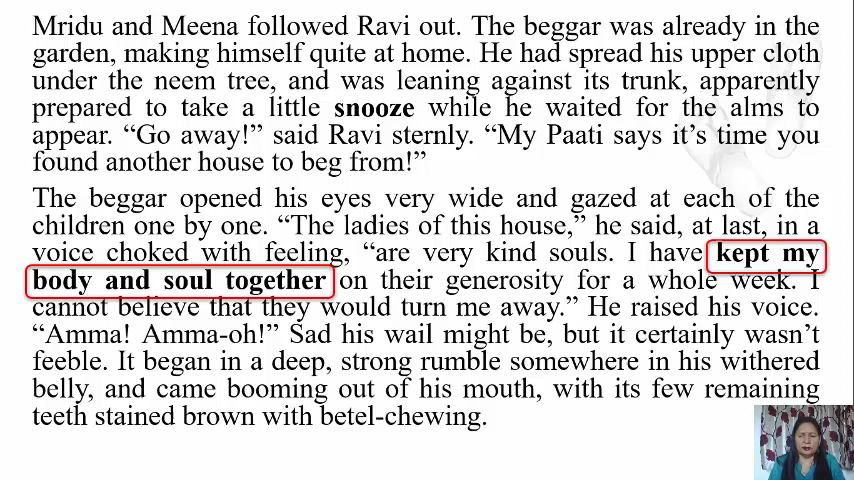 Mridu and Meena followed Ravi out. The beggar was already in the
garden, making himself quite at home. He had spread his upper cloth
under the neem tree, and was leaning against its trunk, apparently
prepared to take a little snooze while he waited for the alms to
appear. “Go away!” said Ravi sternly. “My Paati says it’s time you
found another house to beg from!”
The beggar opened his eyes very wide and gazed at each of the
children one by one. “The ladies of this house,” he said, at last, in a
voice choked with feeling, “are very kind souls. I have kept my
body and soul together on their generosity for a whole week. I
cannot believe that they would turn me away.” He raised his voice.
“Amma! Amma-oh!” Sad his wail might be, but it certainly wasn’t
feeble. It began in a deep, strong rumble somewhere in his withered
belly, and came booming out of his mouth, with its few remaining
teeth stained brown with betel-chewing.